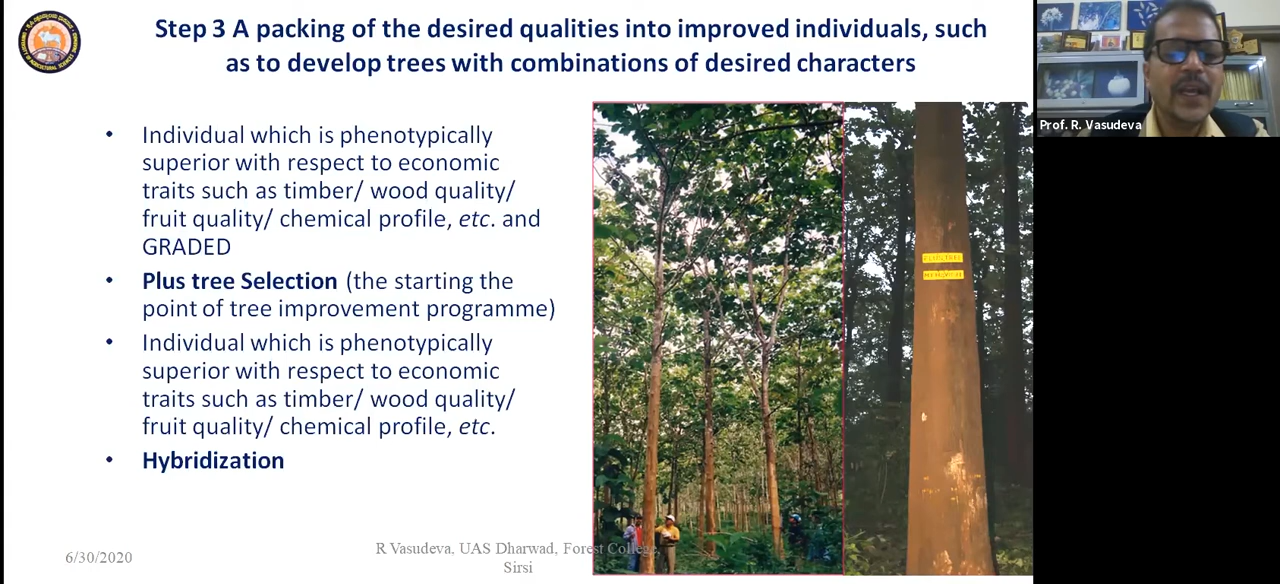 Step 3 A packing of the desired qualities into improved individuals, such
as to develop trees with combinations of desired characters
Prof. R. Vasudeva
• Individual which is phenotypically
superior with respect to economic
traits such as timber/ wood quality/
fruit quality/ chemical profile, etc. and
GRADED
• Plus tree Selection (the starting the
point of tree improvement programme)
• Individual which is phenotypically
superior with respect to economic
traits such as timber/ wood quality/
fruit quality/ chemical profile, etc.
• Hybridization
6/30/2020
R Vasudeva, UAS Dharwad, Forest College,
Sirsi